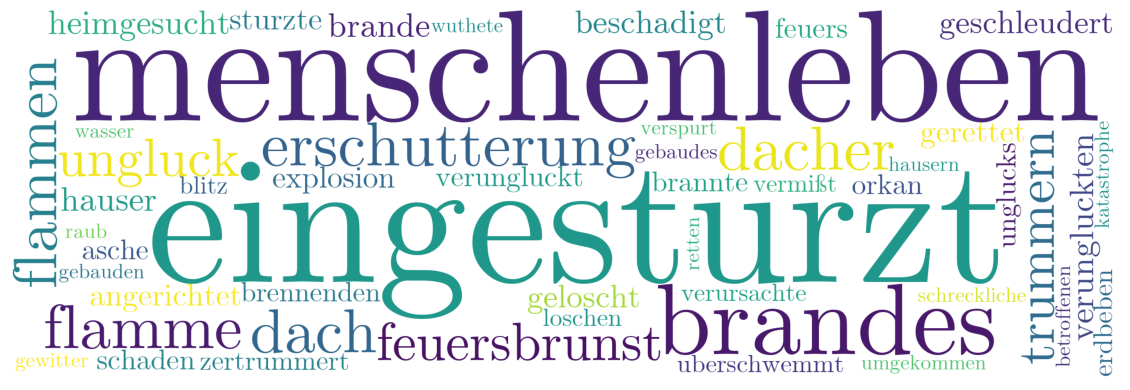 heimgesucht
sturzte
brande
wuthete
beschadigt
feuers
geschleudert
menschenleben
flammen
wasser
ungluck
erschutterung
verspurt
gebaudes
dacher
gerettet
hausern
unglucks
trummern
verungluckten
katastrophe
blitz
explosion
verungluckt
brannte
vermißt
orkan
hauser
eingesturzt
raub
asche
gebauden
retten
angerichtet
brennenden
geloscht
verursachte
schreckliche
betroffenen
erdbeben
flamme
dach
feuersbrunst
loschen
brandes
gewitter
schaden
zertrummert
uberschwemmt
umgekommen